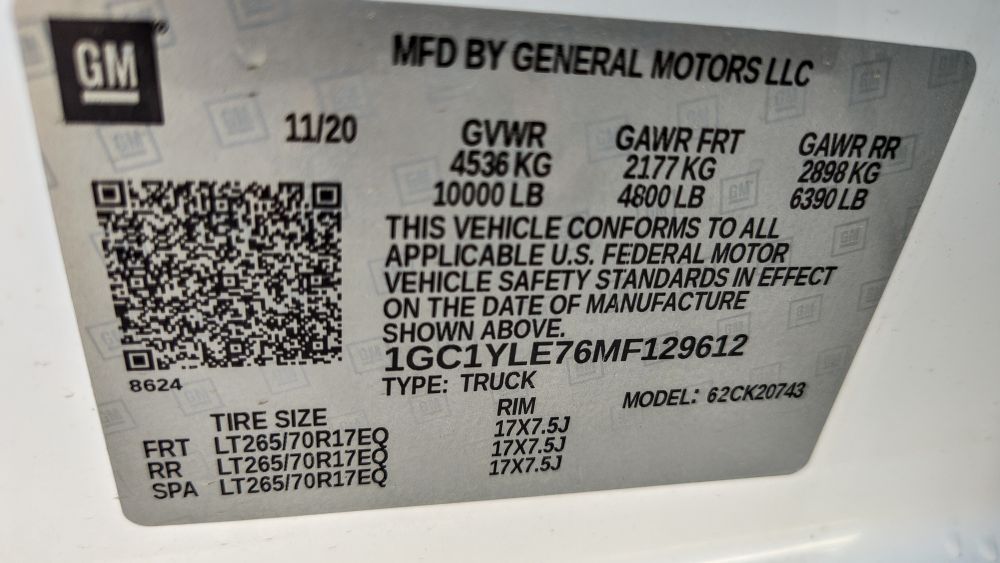 GM
MFD BY GENERAL MOTORS LLC
11/20
GVWR GAWR FRT GAWR RR
4536 KG 2177 KG 2898 KG
10000 LB 4800 LB 6390 LB
THIS VEHICLE CONFORMS TO ALL
APPLICABLE U.S. FEDERAL MOTOR
VEHICLE SAFETY STANDARDS IN EFFECT
ON THE DATE OF MANUFACTURE
SHOWN ABOVE.
1GC1YLE76MF129612
8624
TYPE: TRUCK
MODEL: 62CK20743
TIRE SIZE RIM
FRT LT265/70R17EQ 17X7.5J
RR LT265/70R17EQ 17X7.5J
SPA LT265/70R17EQ 17X7.5J